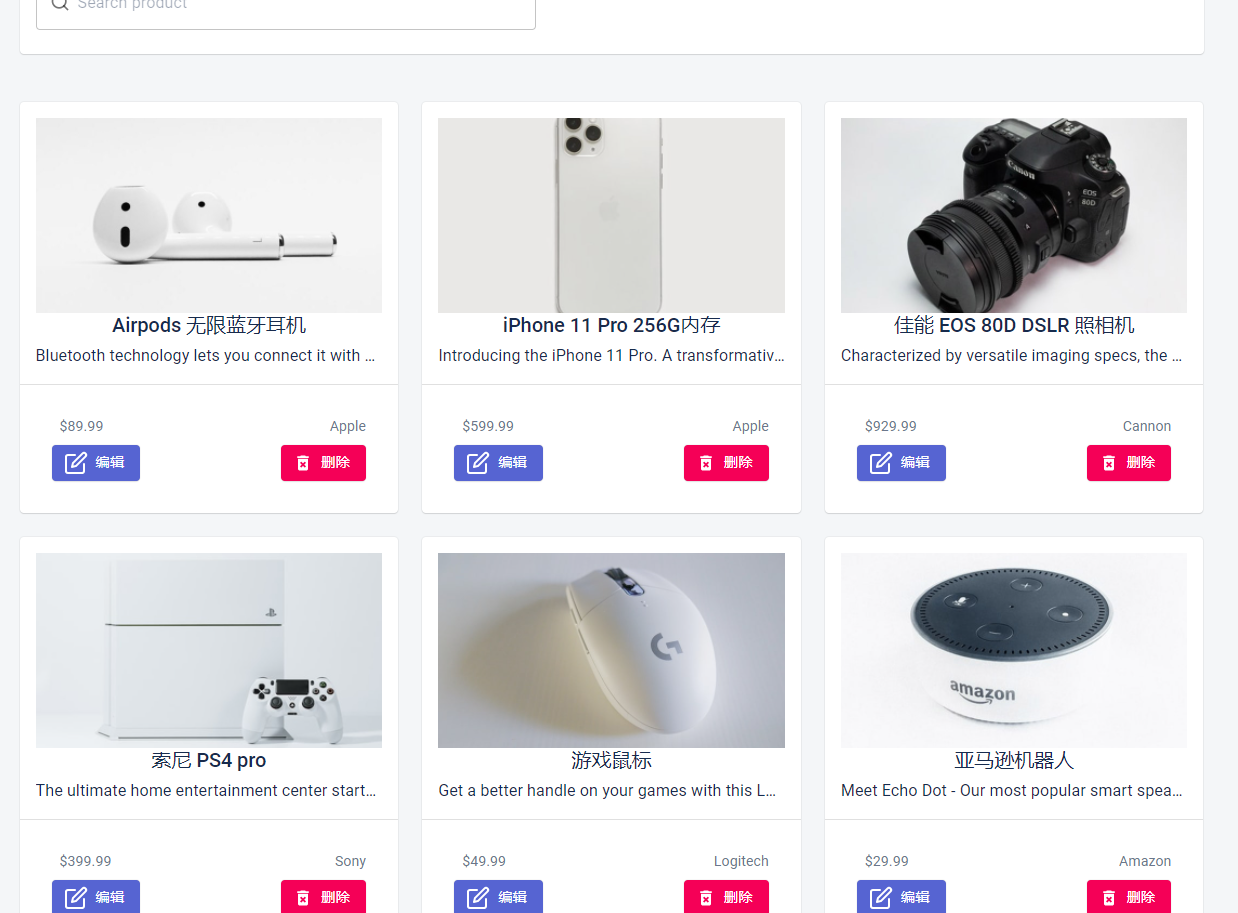 Search product
Canon
EOS
80D
A
Airpods 无限蓝牙耳机
iPhone 11 Pro 256G内存
佳能 EOS 80D DSLR 照相机
Bluetooth technology lets you connect it with ...
Introducing the iPhone 11 Pro. A transformativ...
Characterized by versatile imaging specs, the ...
$89.99
Apple
$599.99
Apple
$929.99
Cannon
编辑
删除
编辑
删除
编辑
删除
G
amazon
索尼 PS4 pro
游戏鼠标
亚马逊机器人
The ultimate home entertainment center start...
Get a better handle on your games with this L...
Meet Echo Dot - Our most popular smart spea...
$399.99
Sony
$49.99
Logitech
$29.99
Amazon
编辑
删除
编辑
删除
编辑
删除